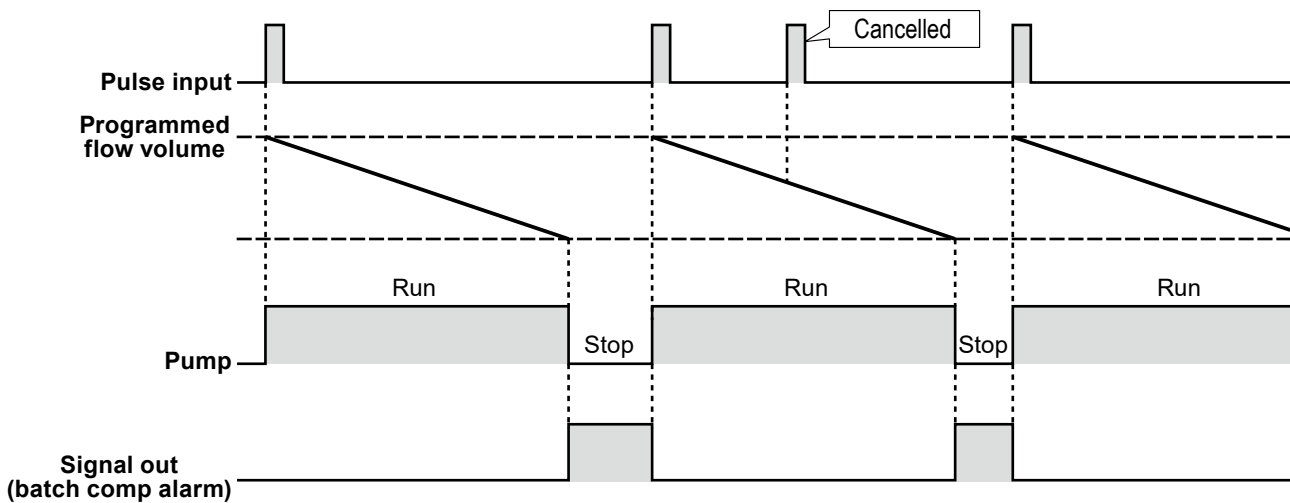 Cancelled
Pulse input
Programmed
flow volume
Run
Run
Run
Stop
Stop
Pump
Signal out
(batch comp alarm)